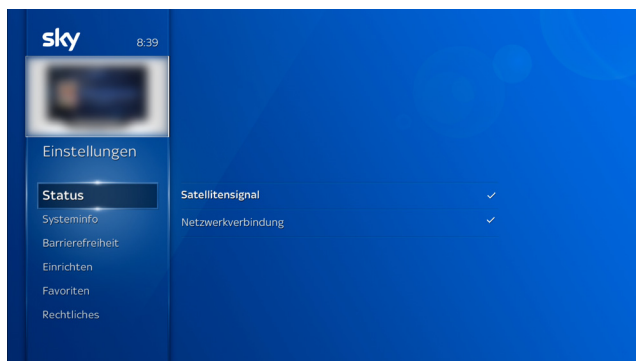 sky
8:39
Einstellungen
Status
Systeminfo
Barrierefreiheit
Einrichten
Favoriten
Rechtliches
Satellitensignal
Netzwerkverbindung